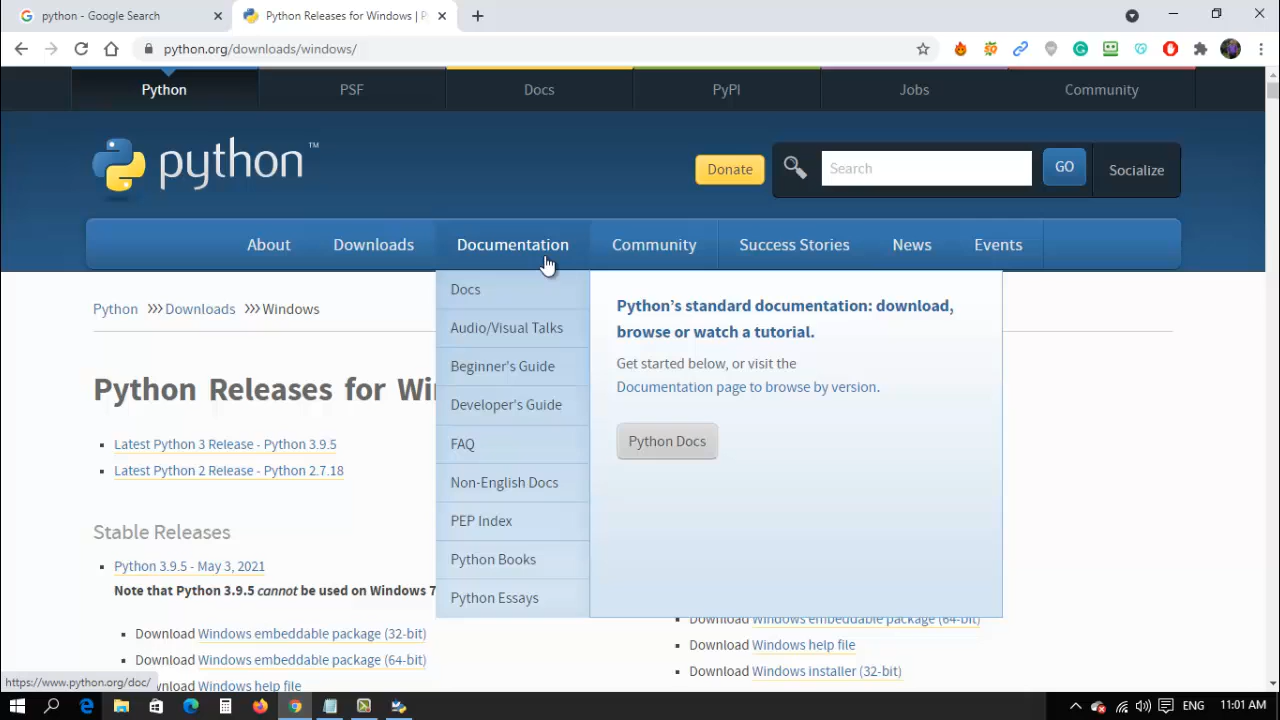 python - Google Search
Python Releases for Windows | P
python.org/downloads/windows/
Python
PSF
Docs
PyPI
Jobs
Community
python™
Donate
Search
GO
Socialize
About
Downloads
Documentation
Community
Success Stories
News
Events
Docs
Audio/Visual Talks
Beginner's Guide
Developer's Guide
FAQ
Non-English Docs
PEP Index
Python Books
Python Essays
Python's standard documentation: download,
browse or watch a tutorial.
Get started below, or visit the
Documentation page to browse by version.
Python Docs
Python >>> Downloads >>> Windows
Python Releases for Wi
Latest Python 3 Release - Python 3.9.5
Latest Python 2 Release - Python 2.7.18
Stable Releases
Python 3.9.5 - May 3, 2021
Note that Python 3.9.5 cannot be used on Windows 7
Download Windows embeddable package (32-bit)
Download Windows embeddable package (64-bit)
Download Windows help file
Download Windows embeddable package (64-bit)
Download Windows help file
Download Windows installer (32-bit)
https://www.python.org/doc/
ENG
11:01 AM